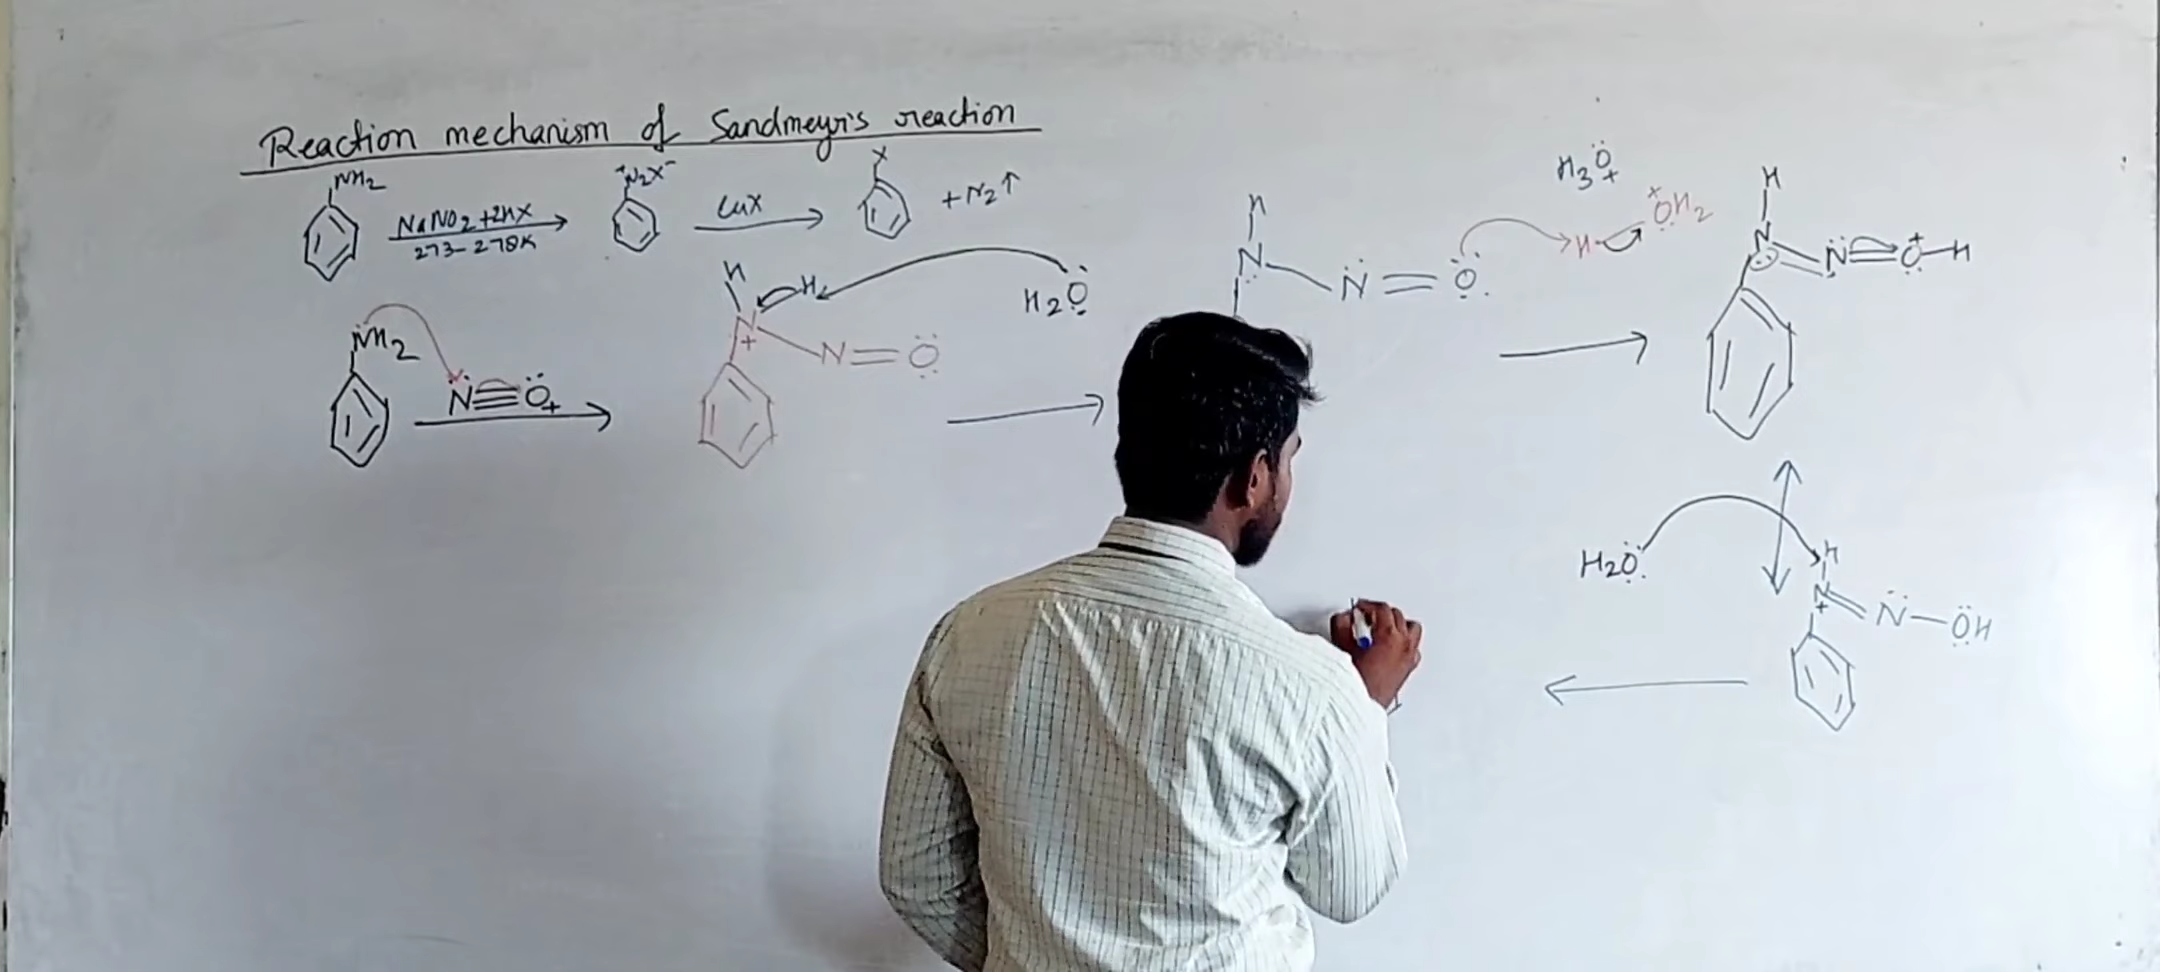 Reaction mechanism of Sandmeyr's reaction
NH2
NaNO2 +2HX
273-278K
+N2X-
CuX
X
+ N2↑
NH2
N≡O+
H
N+
H
N=O
H2O
H
N
N=O
H3O+
H
+OH2
H
N
N=O+-H
H2O
H
N+
N-OH